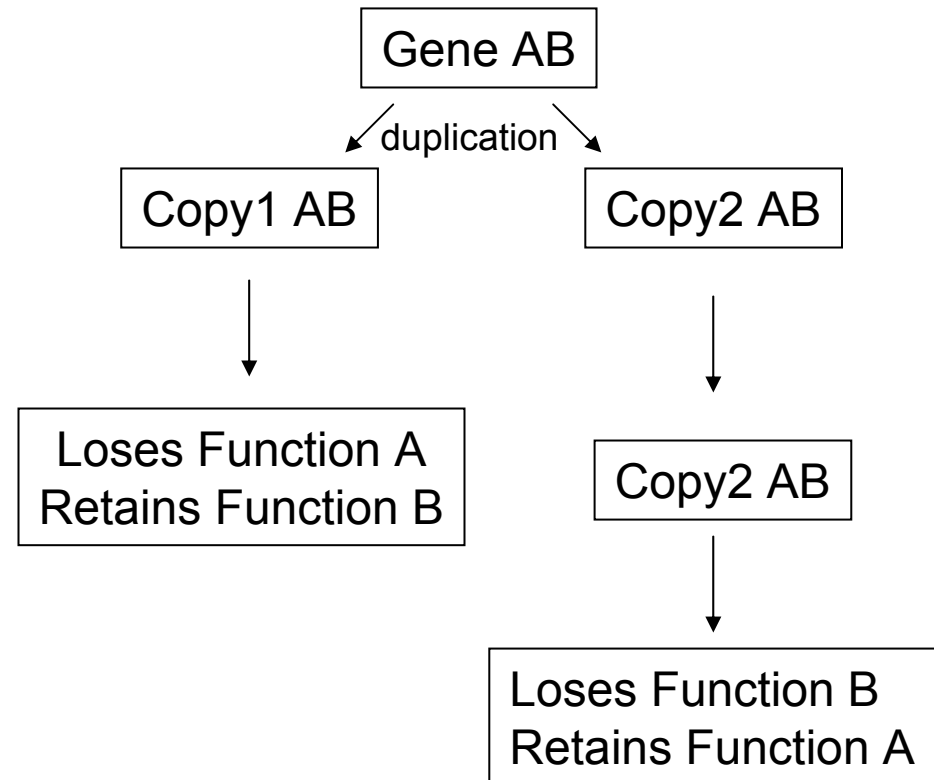 Gene AB
duplication
Copy1 AB
Copy2 AB
Loses Function A
Retains Function B
Copy2 AB
Loses Function B
Retains Function A